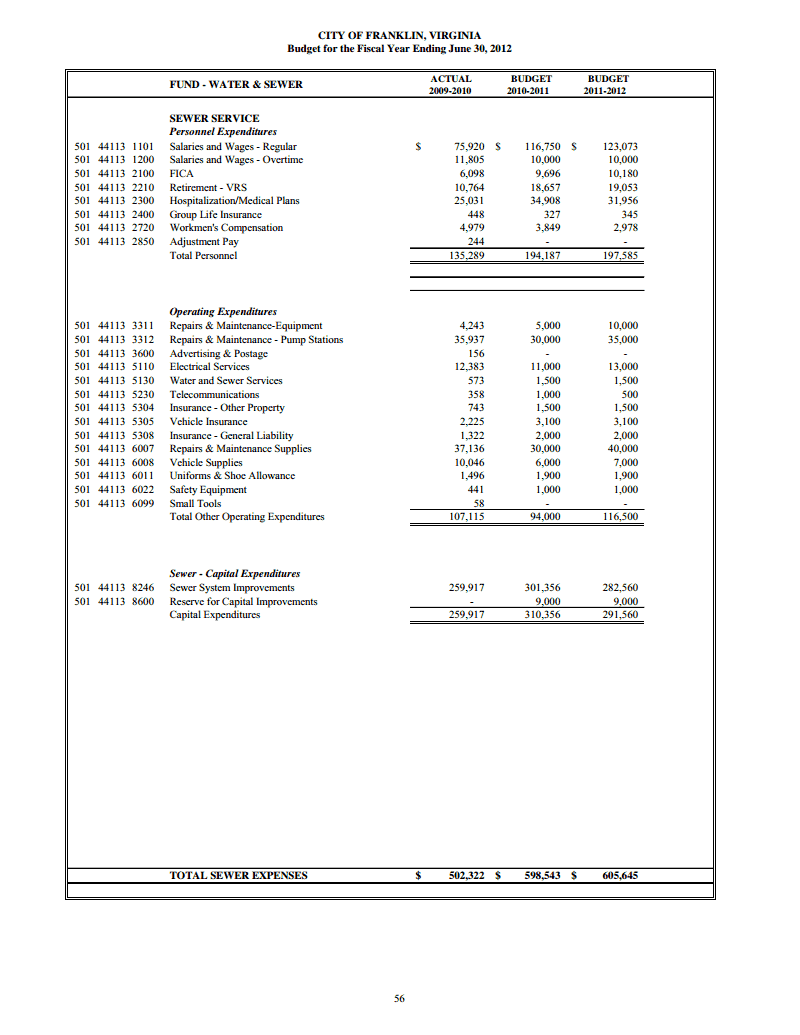 CITY OF FRANKLIN, VIRGINIA
Budget for the Fiscal Year Ending June 30, 2012
FUND - WATER & SEWER ACTUAL 2009-2010 BUDGET 2010-2011 BUDGET 2011-2012
SEWER SERVICE
Personnel Expenditures
501 44113 1101 Salaries and Wages - Regular $ 75,920 $ 116,750 $ 123,073
501 44113 1200 Salaries and Wages - Overtime 11,805 10,000 10,000
501 44113 2100 FICA 6,098 9,696 10,180
501 44113 2210 Retirement - VRS 10,764 18,657 19,053
501 44113 2300 Hospitalization/Medical Plans 25,031 34,908 31,956
501 44113 2400 Group Life Insurance 448 327 345
501 44113 2720 Workmen's Compensation 4,979 3,849 2,978
501 44113 2850 Adjustment Pay 244 - -
Total Personnel 135,289 194,187 197,585
Operating Expenditures
501 44113 3311 Repairs & Maintenance-Equipment 4,243 5,000 10,000
501 44113 3312 Repairs & Maintenance - Pump Stations 35,937 30,000 35,000
501 44113 3600 Advertising & Postage 156 - -
501 44113 5110 Electrical Services 12,383 11,000 13,000
501 44113 5130 Water and Sewer Services 573 1,500 1,500
501 44113 5230 Telecommunications 358 1,000 500
501 44113 5304 Insurance - Other Property 743 1,500 1,500
501 44113 5305 Vehicle Insurance 2,225 3,100 3,100
501 44113 5308 Insurance - General Liability 1,322 2,000 2,000
501 44113 6007 Repairs & Maintenance Supplies 37,136 30,000 40,000
501 44113 6008 Vehicle Supplies 10,046 6,000 7,000
501 44113 6011 Uniforms & Shoe Allowance 1,496 1,900 1,900
501 44113 6022 Safety Equipment 441 1,000 1,000
501 44113 6099 Small Tools 58 - -
Total Other Operating Expenditures 107,115 94,000 116,500
Sewer - Capital Expenditures
501 44113 8246 Sewer System Improvements 259,917 301,356 282,560
501 44113 8600 Reserve for Capital Improvements - 9,000 9,000
Capital Expenditures 259,917 310,356 291,560
TOTAL SEWER EXPENSES $ 502,322 $ 598,543 $ 605,645
56